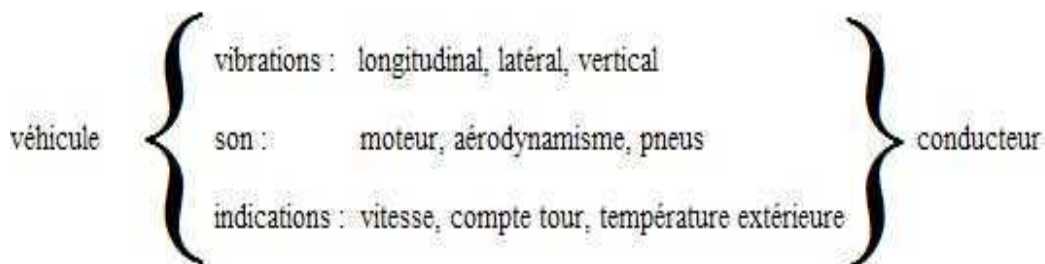 vibrations : longitudinal, latéral, vertical
véhicule { son : moteur, aérodynamisme, pneus } conducteur
indications : vitesse, compte tour, température extérieure